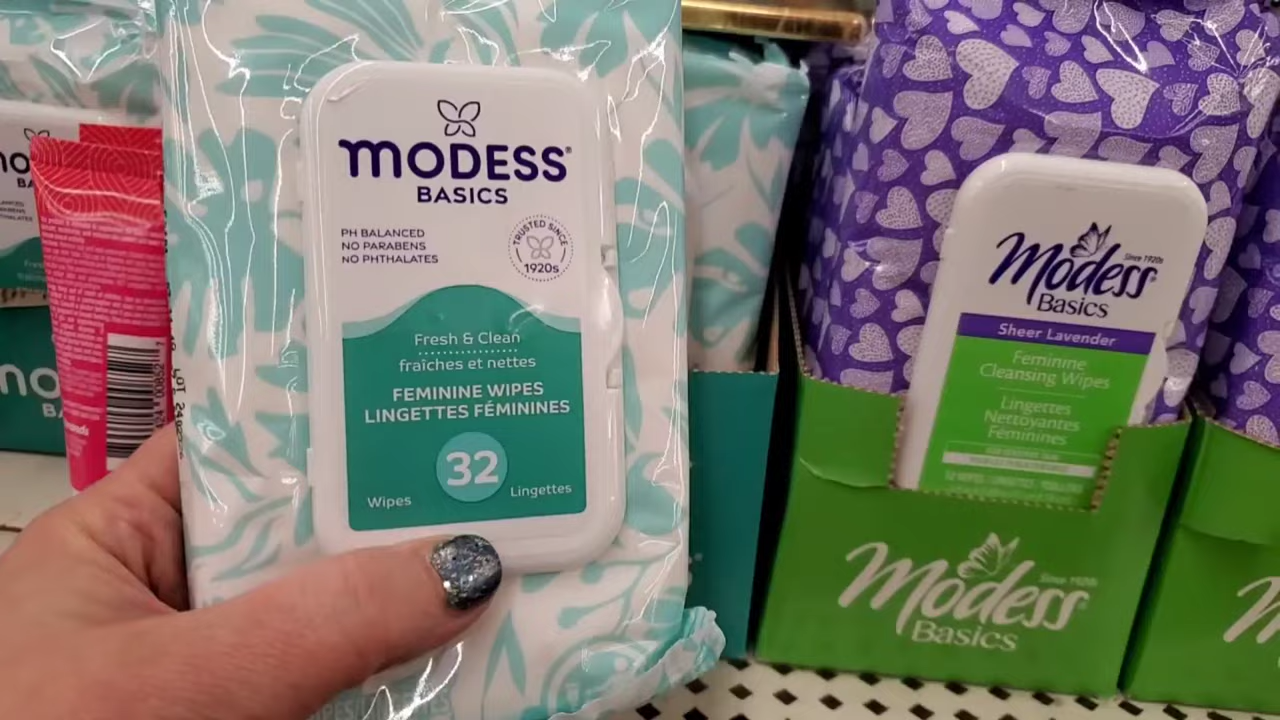 MODESS®
BASICS
PH BALANCED
NO PARABENS
NO PHTHALATES
TRUSTED SINCE
1920s
Fresh & Clean
fraîches et nettes
FEMININE WIPES
LINGETTES FÉMININES
32
Wipes
Lingettes
Since 1920s
Modess®
Basics
Sheer Lavender
Feminine
Cleansing Wipes
Lingettes
Nettoyantes
Féminines
Since 1920s
Modess®
Basics
LOT